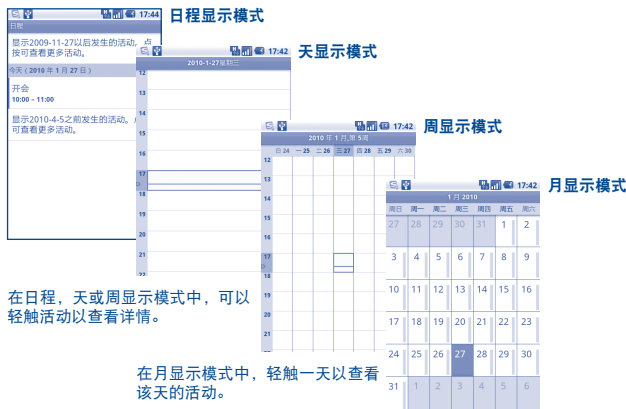 17:44
日程显示模式
日程
显示2009-11-27以后发生的活动。点
按可查看更多活动。
今天（2010 年 1 月 27 日）
开会
10:00 – 11:00
显示2010-4-5之前发生的活动。
可查看更多活动。
17:42
天显示模式
2010-1-27星期三
12
13
14
15
16
17
18
19
20
21
22
17:42
周显示模式
2010 年 1 月,第 5周
日 24 一 25 二 26 三 27 四 28 五 29 六 30
12
13
14
15
16
17
18
19
20
21
17:42
月显示模式
1 月 2010
周日 周一 周二 周三 周四 周五 周六
27 28 29 30 31 1 2
3 4 5 6 7 8 9
10 11 12 13 14 15 16
17 18 19 20 21 22 23
24 25 26 27 28 29 30
31 1 2 3 4 5 6
在日程，天或周显示模式中，可以
轻触活动以查看详情。
在月显示模式中，轻触一天以查看
该天的活动。